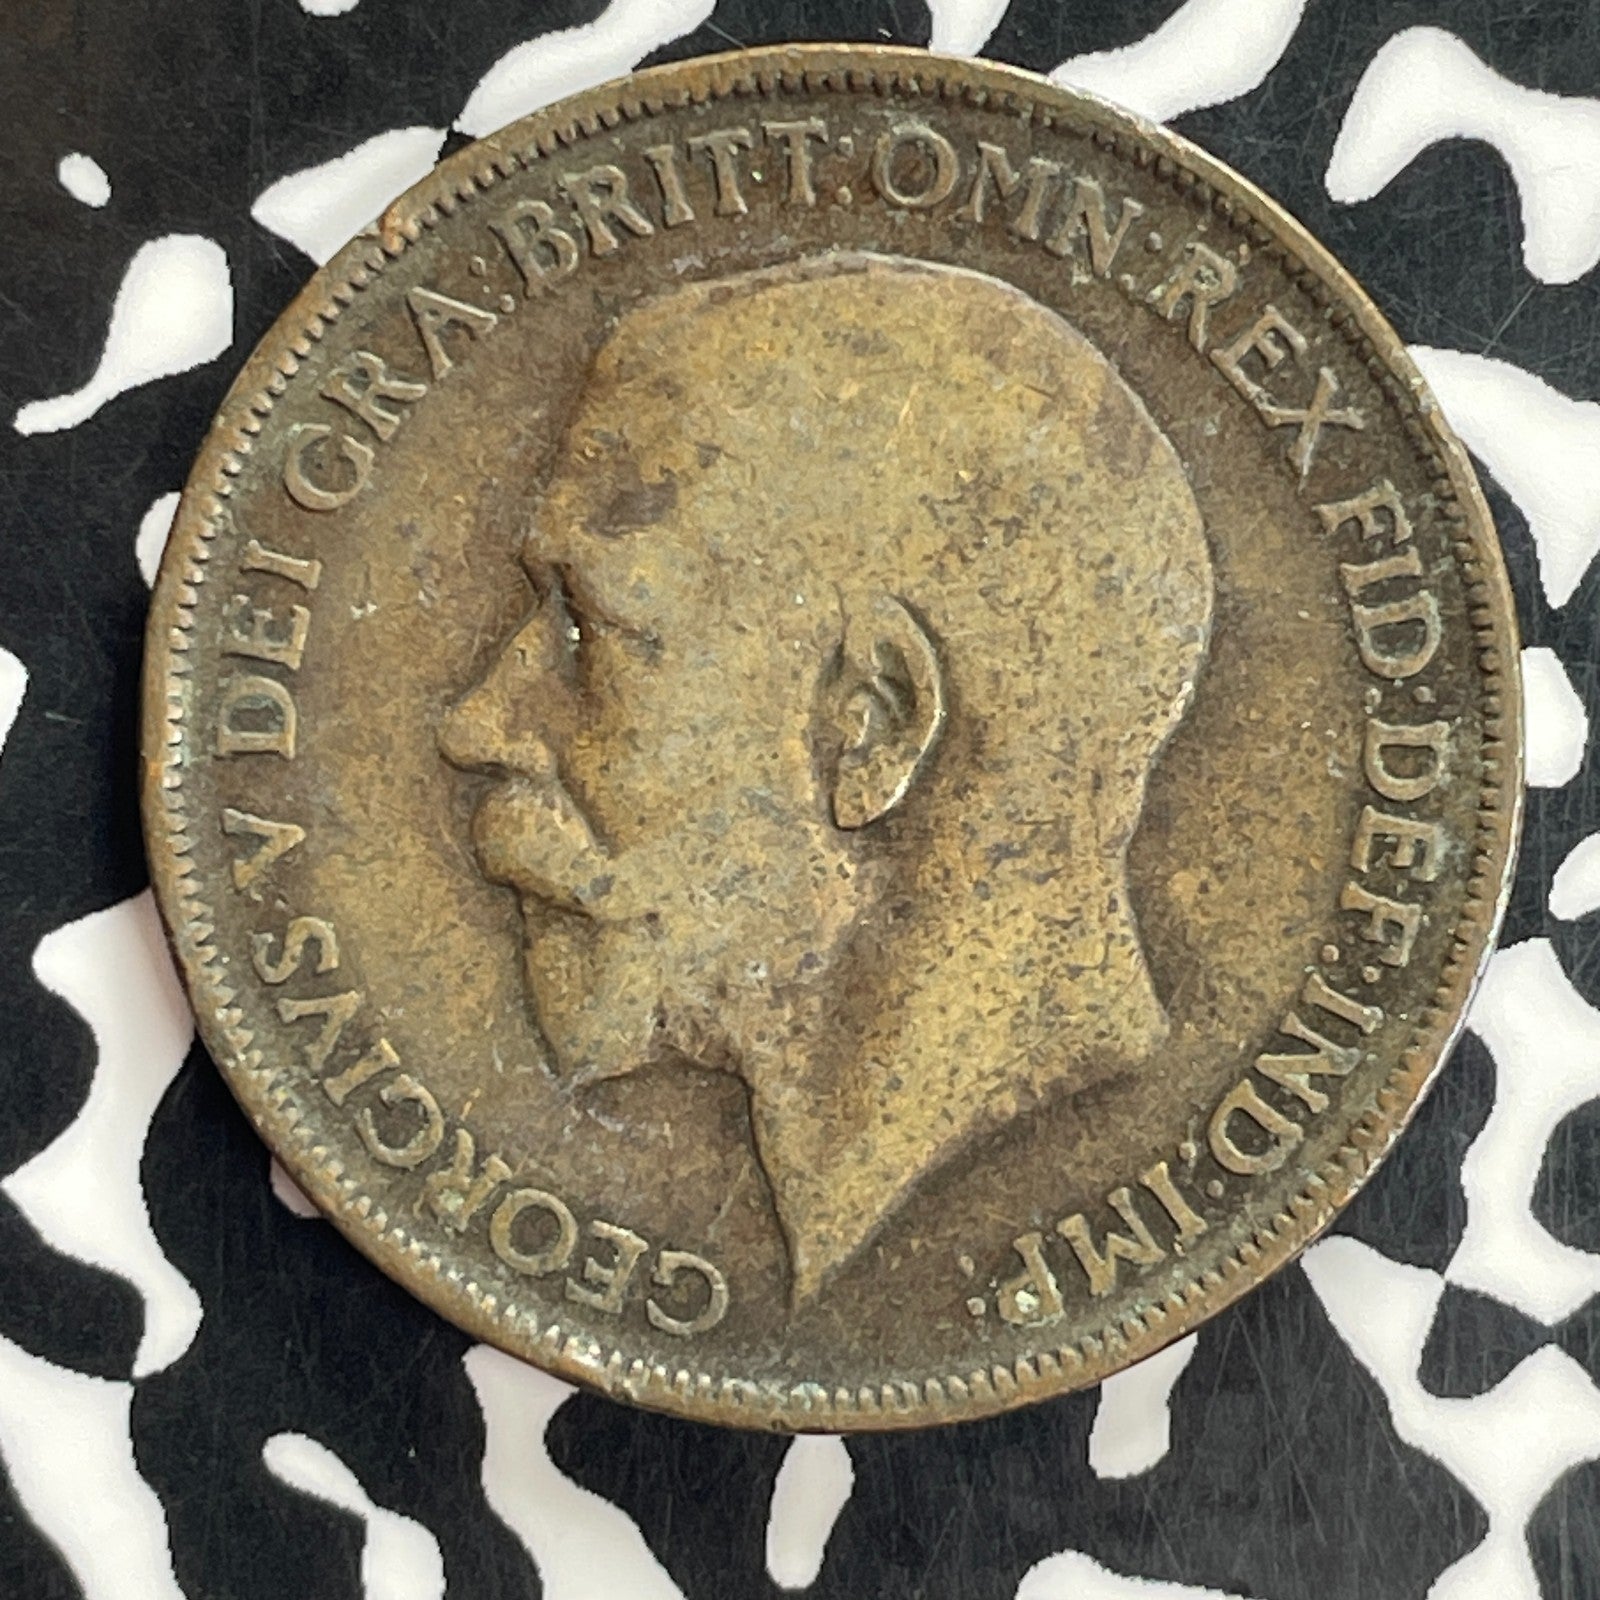 GEORGIVS V DEI GRA: BRITT: OMN: REX FID: DEF: IND: IMP: